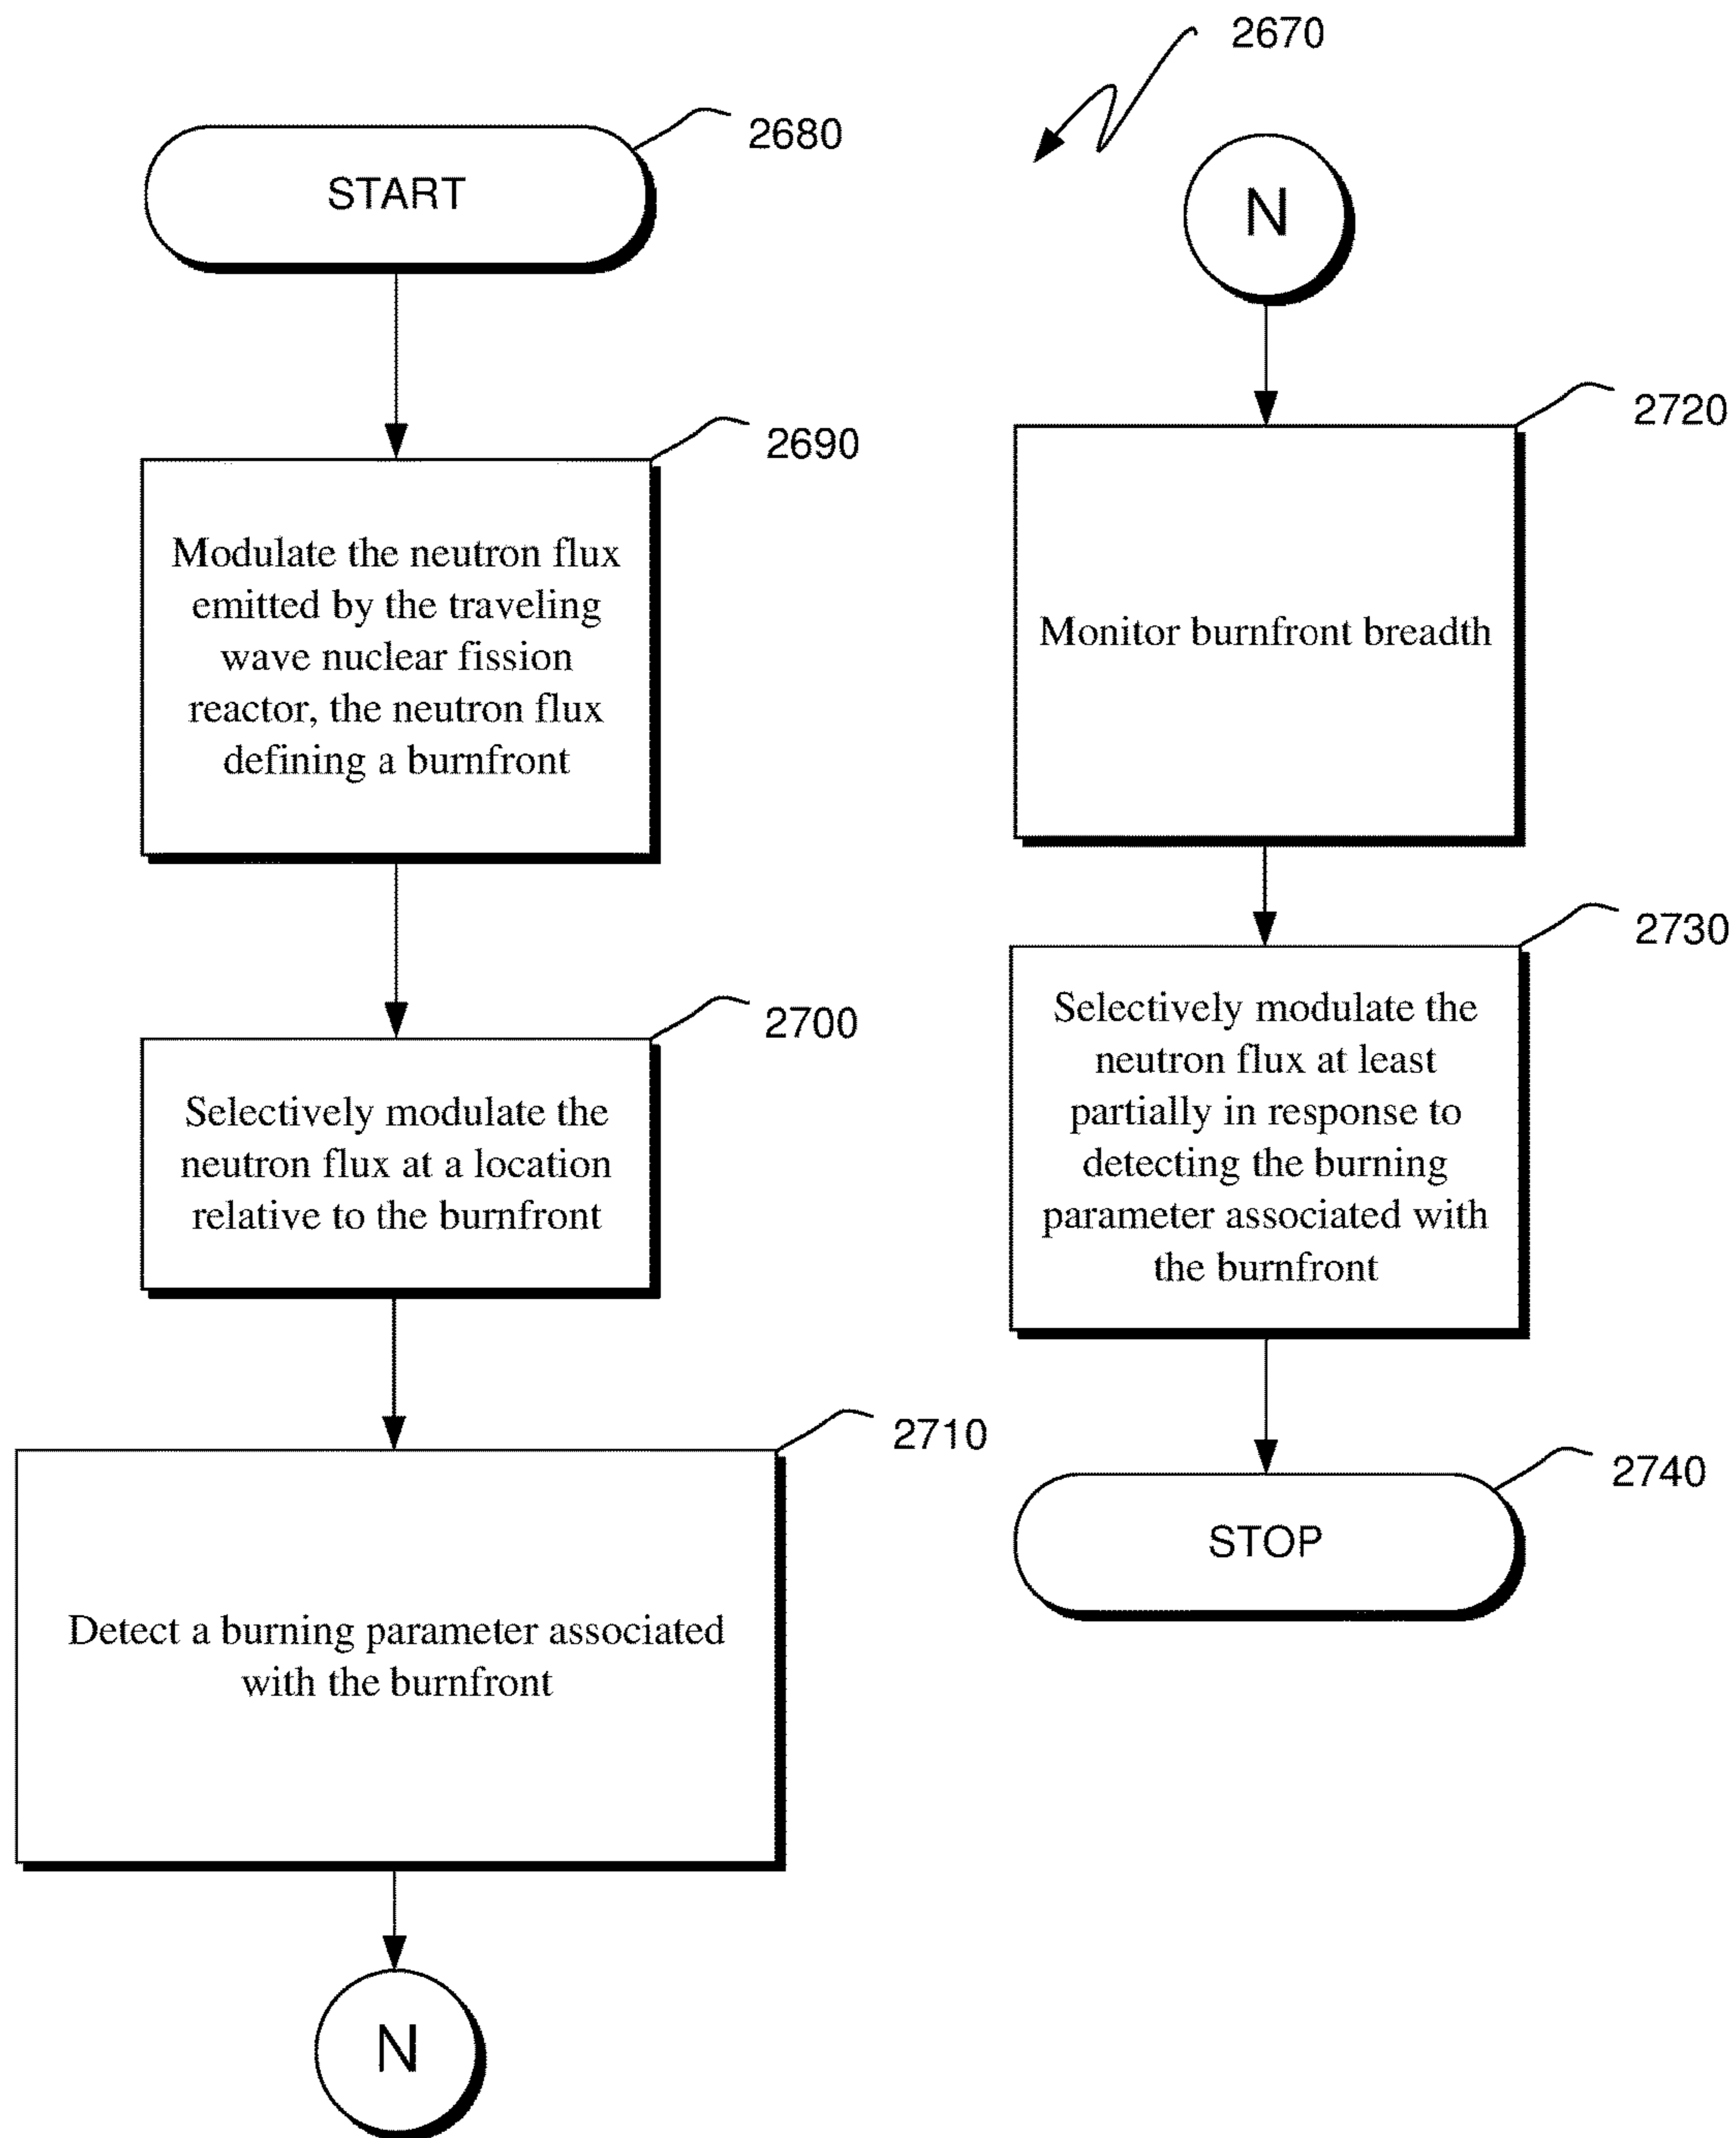 2670
START
2680
Modulate the neutron flux
emitted by the traveling
wave nuclear fission
reactor, the neutron flux
defining a burnfront
2690
Selectively modulate the
neutron flux at a location
relative to the burnfront
2700
Detect a burning parameter associated
with the burnfront
2710
N
N
Monitor burnfront breadth
2720
Selectively modulate the
neutron flux at least
partially in response to
detecting the burning
parameter associated with
the burnfront
2730
STOP
2740